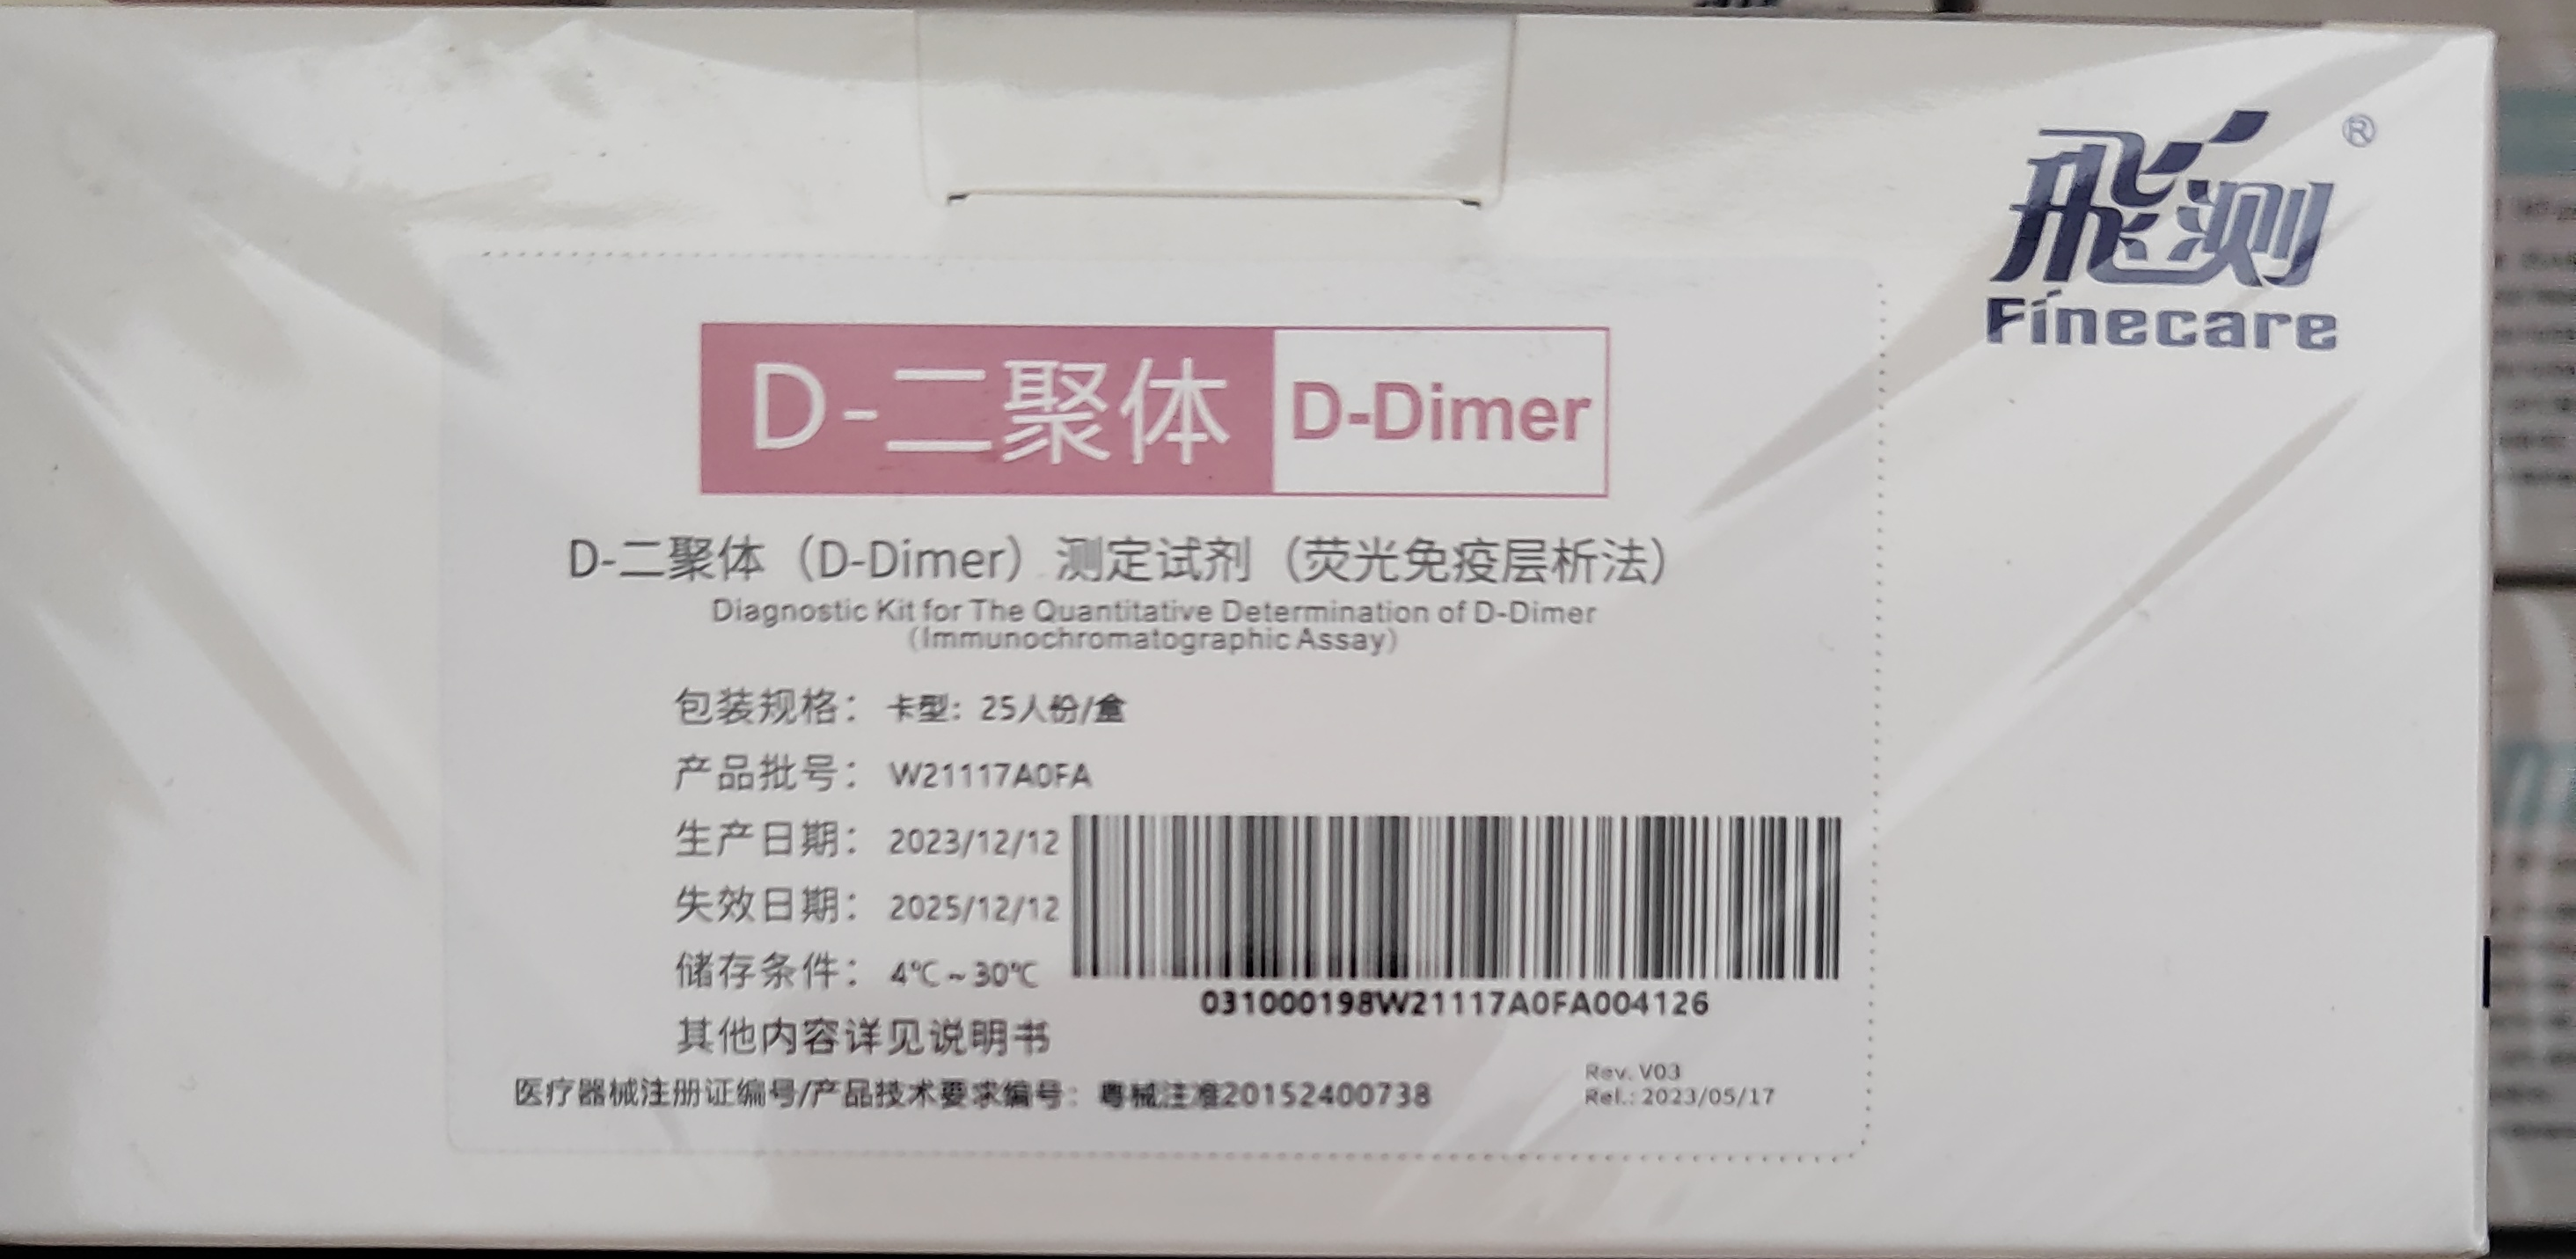 飛测®
Finecare
D-二聚体 D-Dimer
D-二聚体（D-Dimer）测定试剂（荧光免疫层析法）
Diagnostic Kit for The Quantitative Determination of D-Dimer
(Immunochromatographic Assay)
包装规格： 卡型：25人份/盒
产品批号： W21117A0FA
生产日期： 2023/12/12
失效日期： 2025/12/12
储存条件： 4℃~30℃
031000198W21117A0FA004126
其他内容详见说明书
医疗器械注册证编号/产品技术要求编号：粤械注准20152400738
Rev. V03
Rel.: 2023/05/17